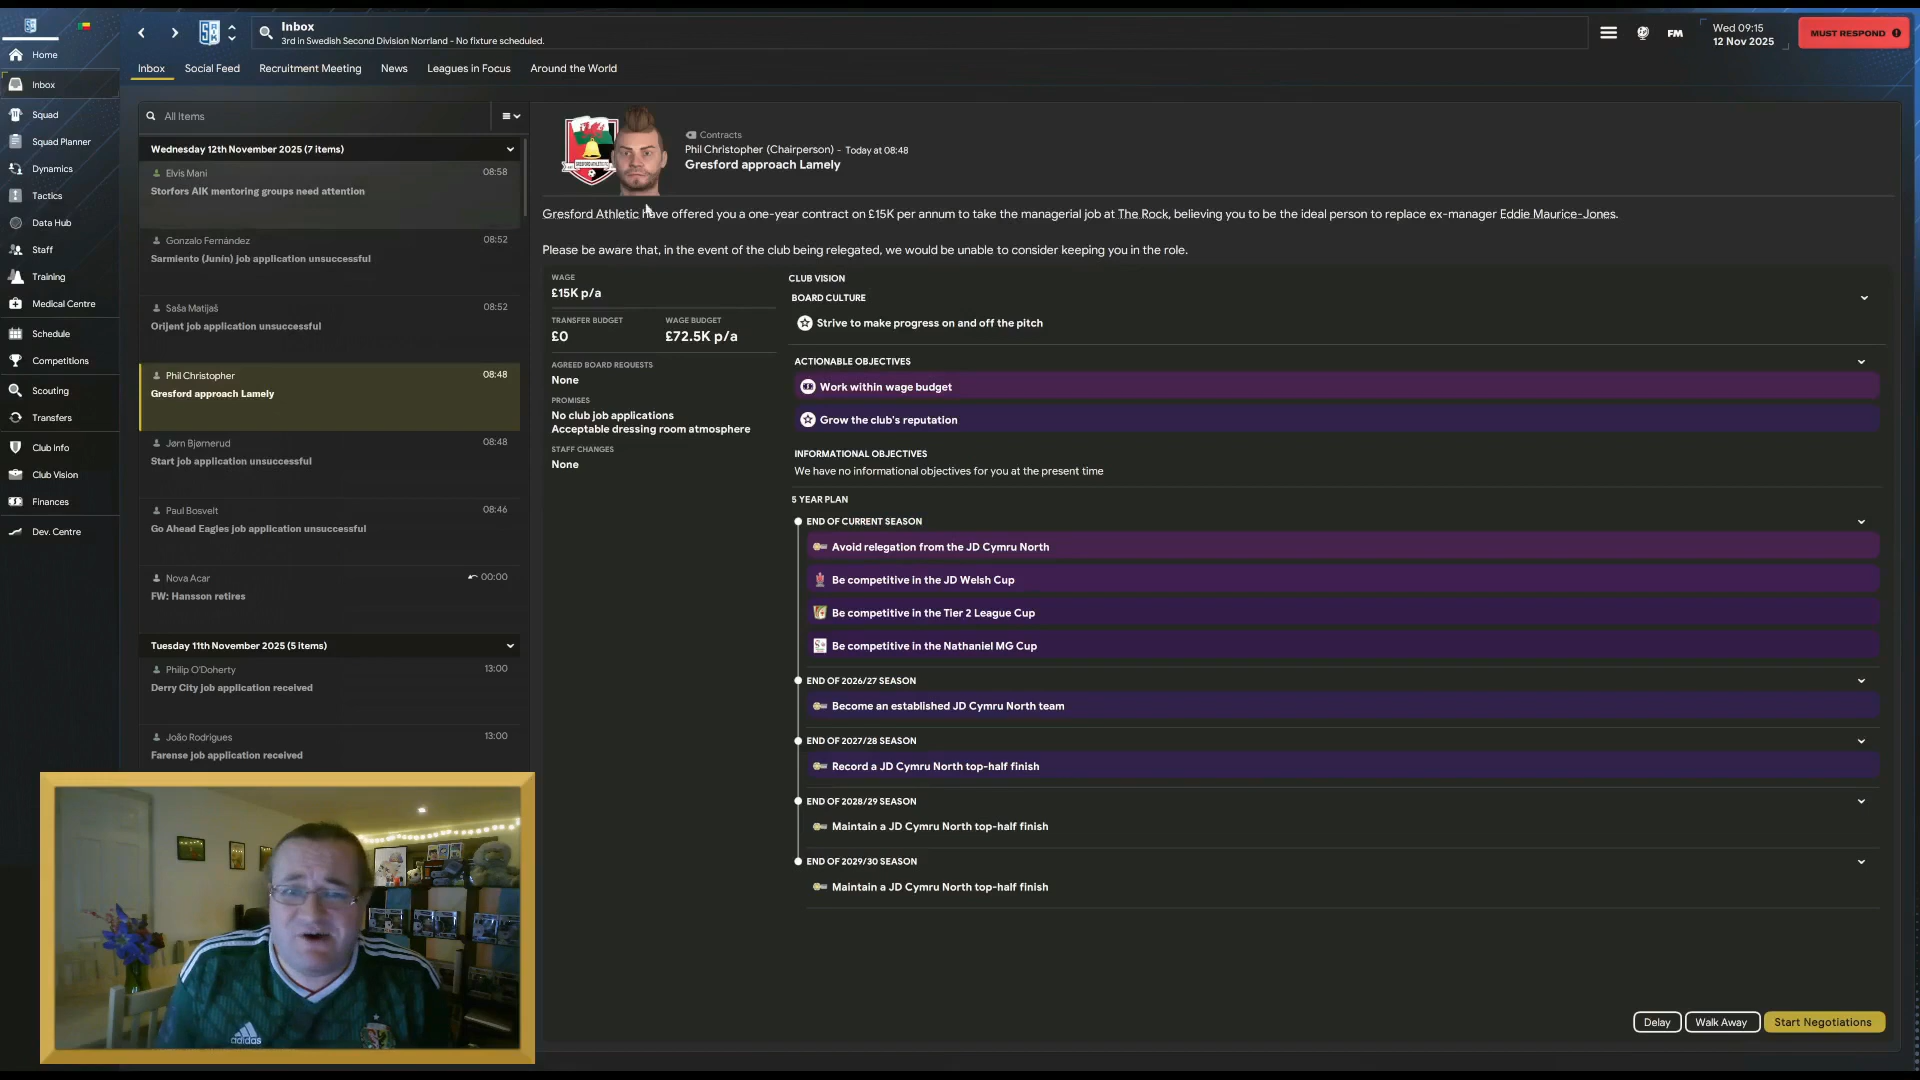 Inbox
3rd in Swedish Second Division Norrland - No fixture scheduled.
FM
Wed 09:15
12 Nov 2025
MUST RESPOND
Home
Inbox
Squad
Squad Planner
Dynamics
Tactics
Data Hub
Staff
Training
Medical Centre
Schedule
Competitions
Scouting
Transfers
Club Info
Club Vision
Finances
Dev. Centre
Inbox
Social Feed
Recruitment Meeting
News
Leagues in Focus
Around the World
All Items
Wednesday 12th November 2025 (7 items)
Elvis Mani 08:58
Storfors AIK mentoring groups need attention
Gonzalo Fernández 08:52
Sarmiento (Junín) job application unsuccessful
Saša Matijaš 08:52
Orijent job application unsuccessful
Phil Christopher 08:48
Gresford approach Lamely
Jørn Bjørnerud 08:48
Start job application unsuccessful
Paul Bosvelt 08:46
Go Ahead Eagles job application unsuccessful
Nova Acar 00:00
FW: Hansson retires
Tuesday 11th November 2025 (5 items)
Philip O'Doherty 13:00
Derry City job application received
João Rodrigues 13:00
Farense job application received
Contracts
Phil Christopher (Chairperson) - Today at 08:48
Gresford approach Lamely
Gresford Athletic have offered you a one-year contract on £15K per annum to take the managerial job at The Rock, believing you to be the ideal person to replace ex-manager Eddie Maurice-Jones.
Please be aware that, in the event of the club being relegated, we would be unable to consider keeping you in the role.
WAGE
£15K p/a
TRANSFER BUDGET
£0
WAGE BUDGET
£72.5K p/a
AGREED BOARD REQUESTS
None
PROMISES
No club job applications
Acceptable dressing room atmosphere
STAFF CHANGES
None
CLUB VISION
BOARD CULTURE
Strive to make progress on and off the pitch
ACTIONABLE OBJECTIVES
Work within wage budget
Grow the club's reputation
INFORMATIONAL OBJECTIVES
We have no informational objectives for you at the present time
5 YEAR PLAN
END OF CURRENT SEASON
Avoid relegation from the JD Cymru North
Be competitive in the JD Welsh Cup
Be competitive in the Tier 2 League Cup
Be competitive in the Nathaniel MG Cup
END OF 2026/27 SEASON
Become an established JD Cymru North team
END OF 2027/28 SEASON
Record a JD Cymru North top-half finish
END OF 2028/29 SEASON
Maintain a JD Cymru North top-half finish
END OF 2029/30 SEASON
Maintain a JD Cymru North top-half finish
Delay
Walk Away
Start Negotiations
adidas